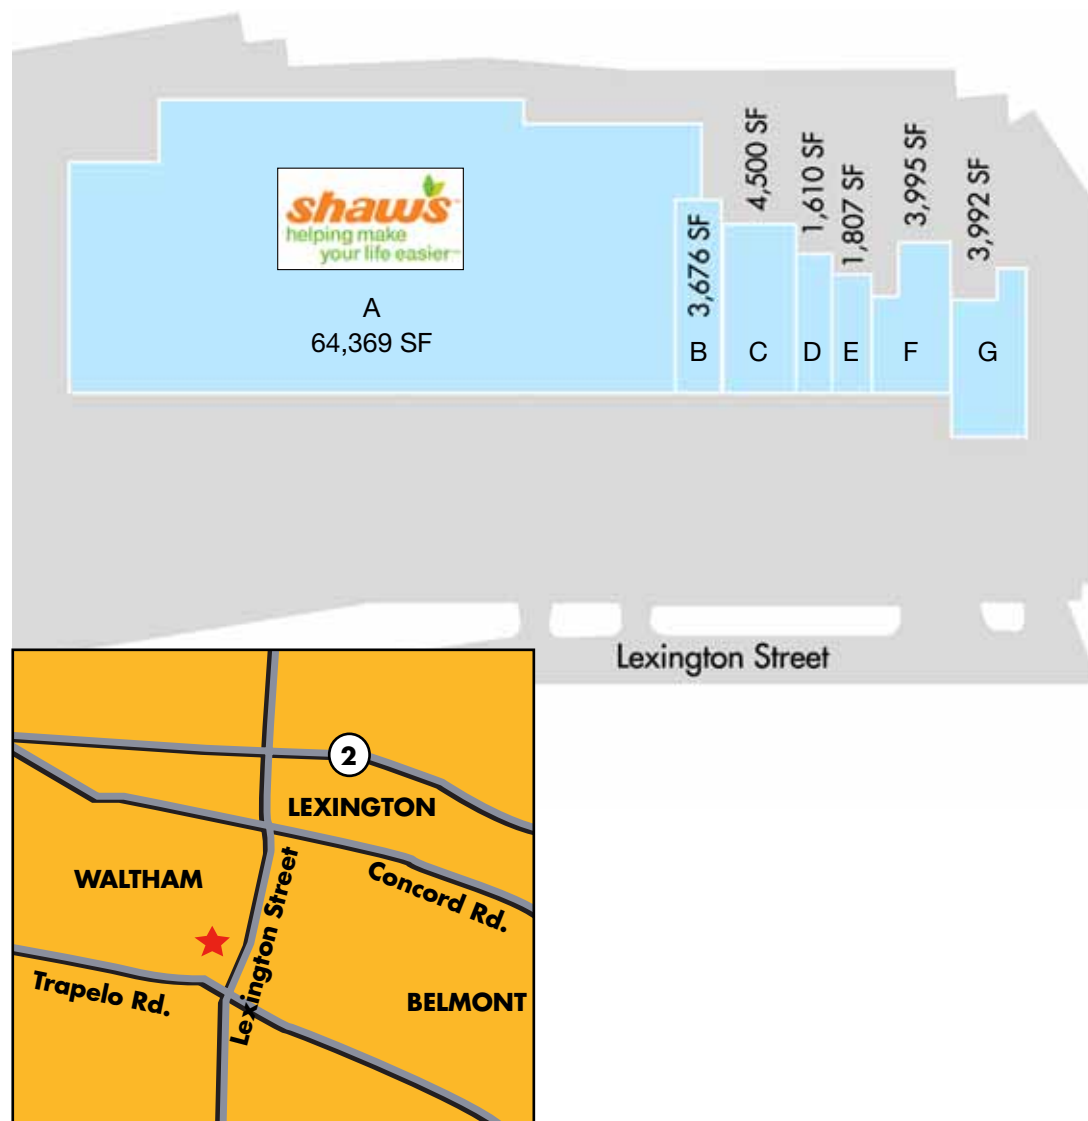 shaw's
helping make
your life easier
A
64,369 SF
3,676 SF
4,500 SF
1,610 SF
1,807 SF
3,995 SF
3,992 SF
B
C
D
E
F
G
Lexington Street
2
LEXINGTON
WALTHAM
Concord Rd.
Lexington Street
Trapelo Rd.
BELMONT